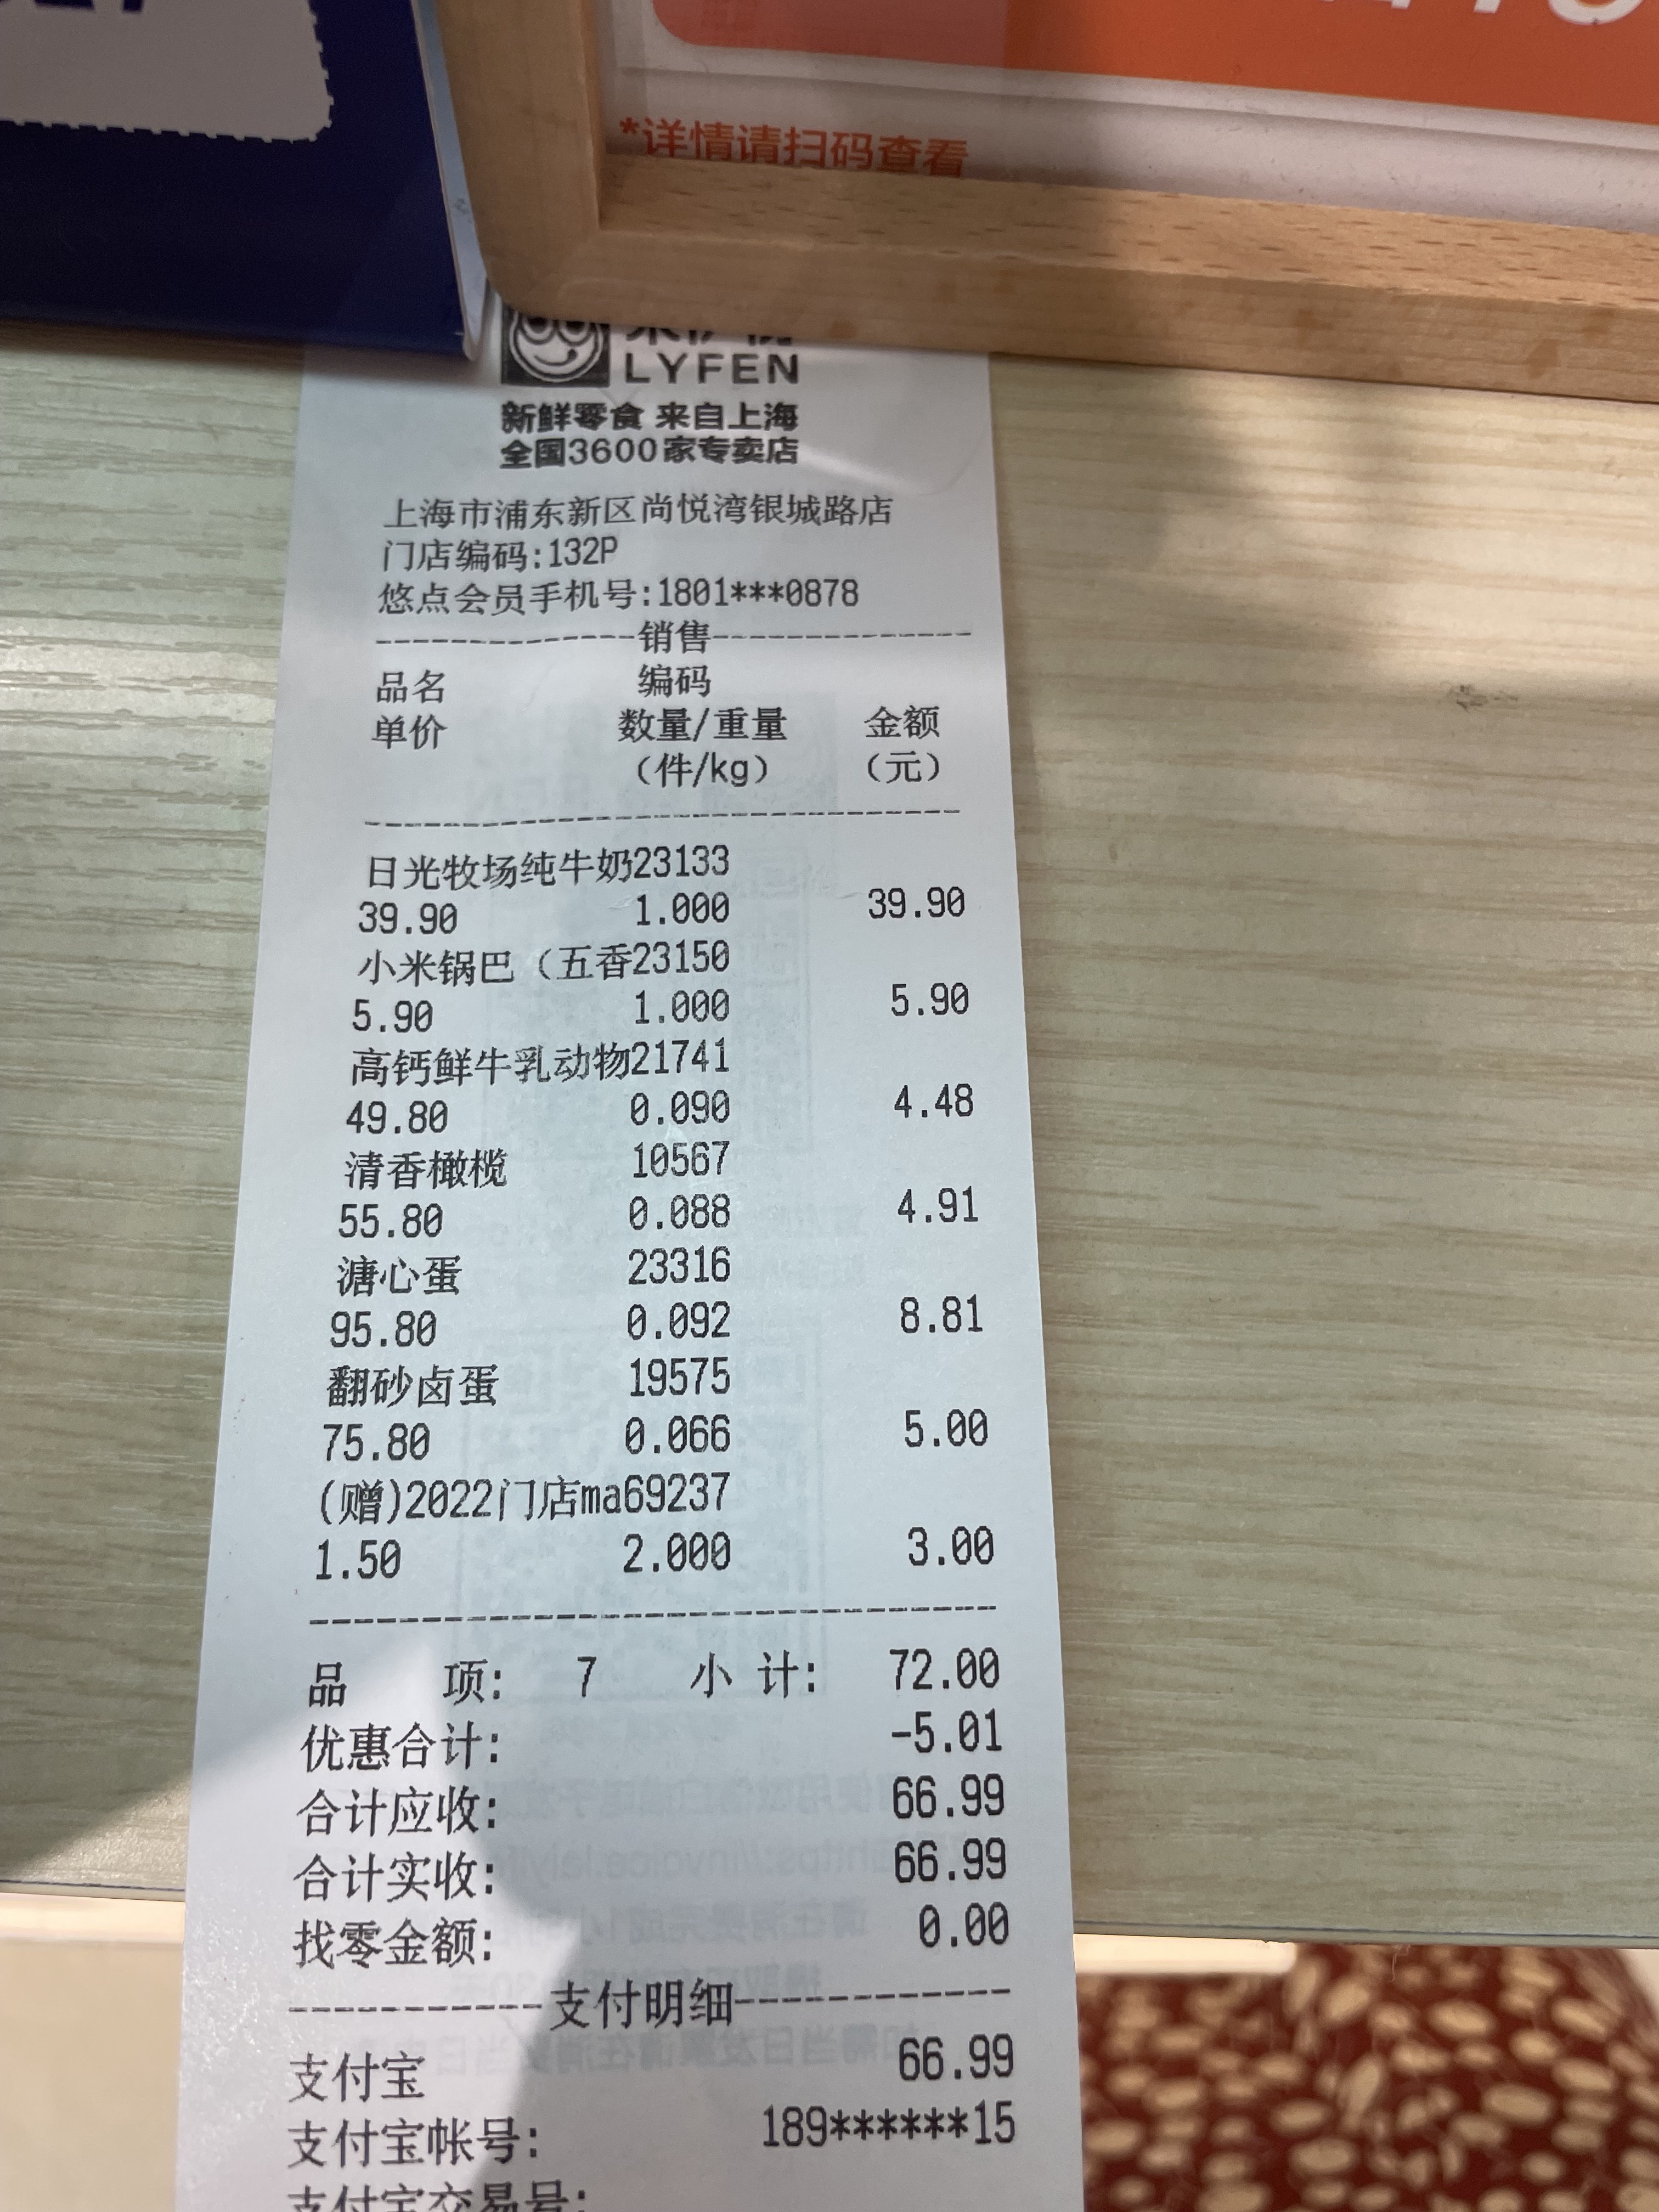 *详情请扫码查看
LYFEN
新鲜零食 来自上海
全国3600家专卖店
上海市浦东新区尚悦湾银城路店
门店编码:132P
悠点会员手机号:1801***0878
--------------销售--------------
品名 编码
单价 数量/重量 金额
（件/kg） （元）
日光牧场纯牛奶23133
39.90 1.000 39.90
小米锅巴（五香23150
5.90 1.000 5.90
高钙鲜牛乳动物21741
49.80 0.090 4.48
清香橄榄 10567
55.80 0.088 4.91
溏心蛋 23316
95.80 0.092 8.81
翻砂卤蛋 19575
75.80 0.066 5.00
(赠)2022门店ma69237
1.50 2.000 3.00
品 项: 7 小 计: 72.00
优惠合计: -5.01
合计应收: 66.99
合计实收: 66.99
找零金额: 0.00
------------支付明细------------
支付宝 66.99
支付宝帐号: 189******15
支付宝交易号: